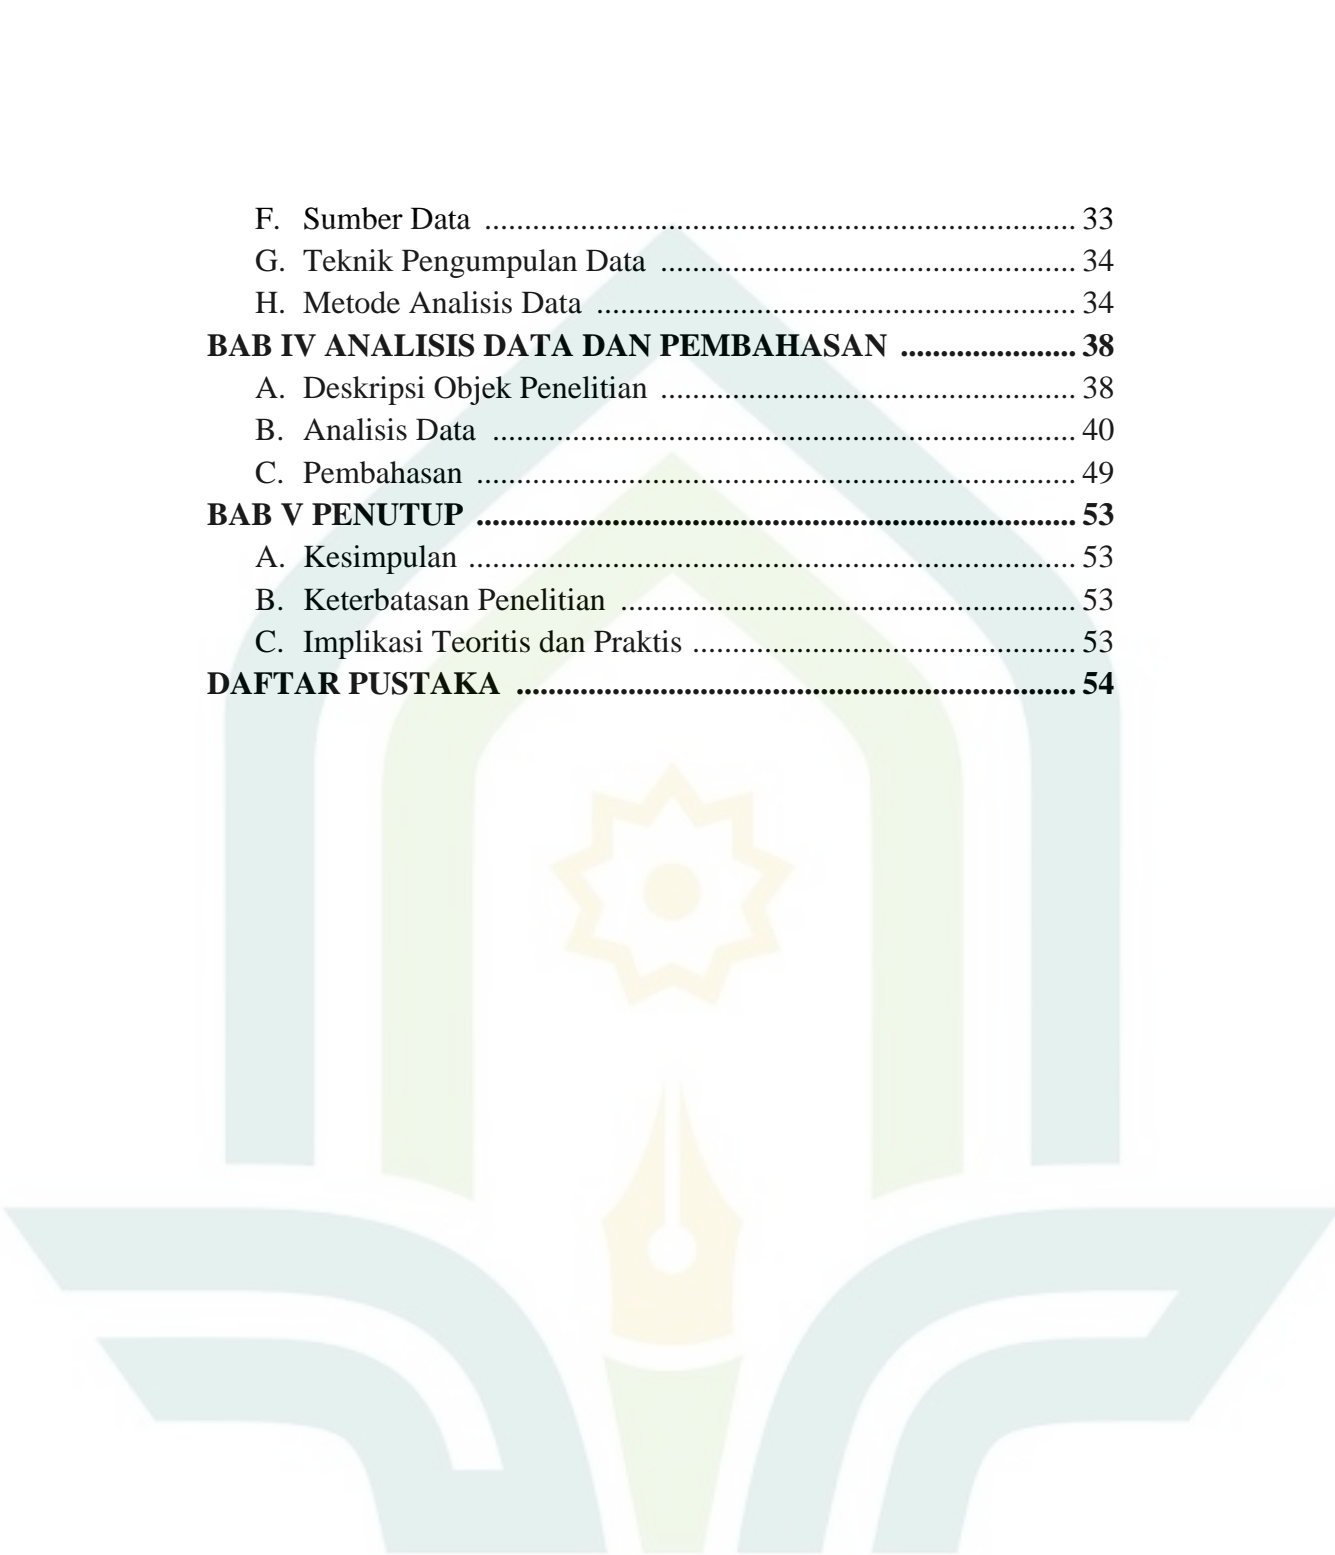 F. Sumber Data ........................................................................... 33
G. Teknik Pengumpulan Data .................................................... 34
H. Metode Analisis Data ............................................................ 34
BAB IV ANALISIS DATA DAN PEMBAHASAN ...................... 38
A. Deskripsi Objek Penelitian .................................................... 38
B. Analisis Data ......................................................................... 40
C. Pembahasan ........................................................................... 49
BAB V PENUTUP ........................................................................... 53
A. Kesimpulan ............................................................................ 53
B. Keterbatasan Penelitian ......................................................... 53
C. Implikasi Teoritis dan Praktis ................................................ 53
DAFTAR PUSTAKA ...................................................................... 54